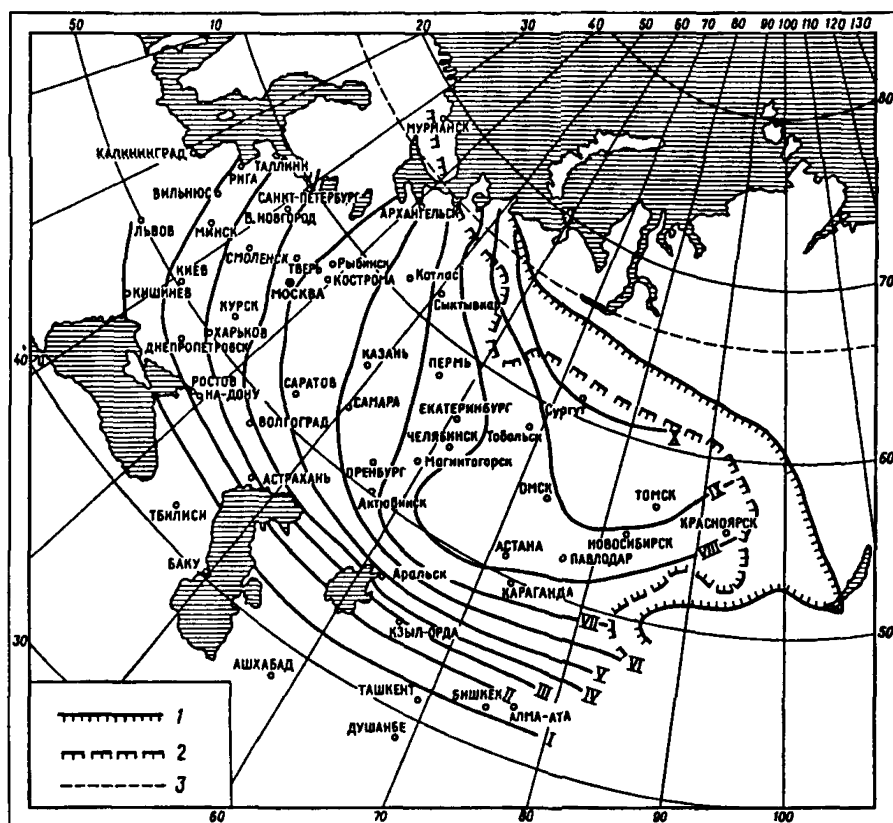 50 10 20 30 40 50 60 70 80 90 100 110 120 130
80
МУРМАНСК
КАЛИНИНГРАД
ТАЛЛИНН
РИГА
ВИЛЬНЮС
САНКТ-ПЕТЕРБУРГ
В.НОВГОРОД
АРХАНГЕЛЬСК
ЛЬВОВ
МИНСК
СМОЛЕНСК
ТВЕРЬ
Рыбинск
КОСТРОМА
Котлас
70
КИЕВ
МОСКВА
Сыктывкар
КИШИНЕВ
КУРСК
ХАРЬКОВ
ДНЕПРОПЕТРОВСК
КАЗАНЬ
ПЕРМЬ
I
40
РОСТОВ
НА-ДОНУ
САРАТОВ
САМАРА
ЕКАТЕРИНБУРГ
Сургут
ВОЛГОГРАД
ЧЕЛЯБИНСК
Тобольск
X
60
ОРЕНБУРГ
Магнитогорск
АСТРАХАНЬ
Актюбинск
ОМСК
ТОМСК
IX
ТБИЛИСИ
НОВОСИБИРСК
КРАСНОЯРСК
VIII
АСТАНА
ПАВЛОДАР
БАКУ
Аральск
КАРАГАНДА
VII
КЗЫЛ-ОРДА
50
30
VI
V
IV
III
II
I
АШХАБАД
ТАШКЕНТ
БИШКЕК
АЛМА-АТА
ДУШАНБЕ
1
2
3
60 70 80 90 100